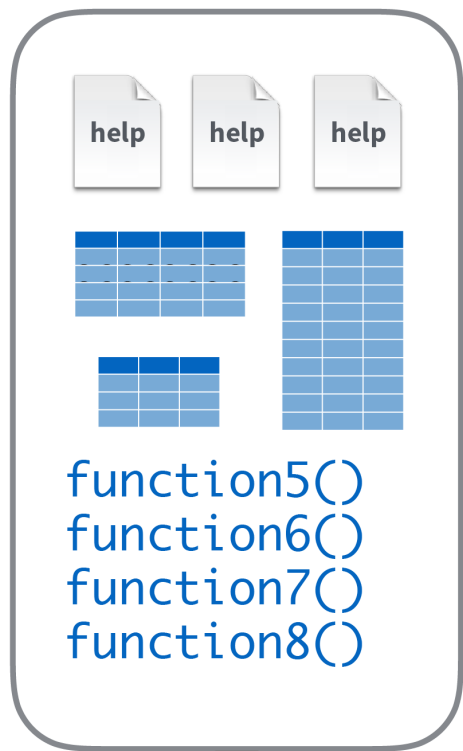 help help help
function5()
function6()
function7()
function8()